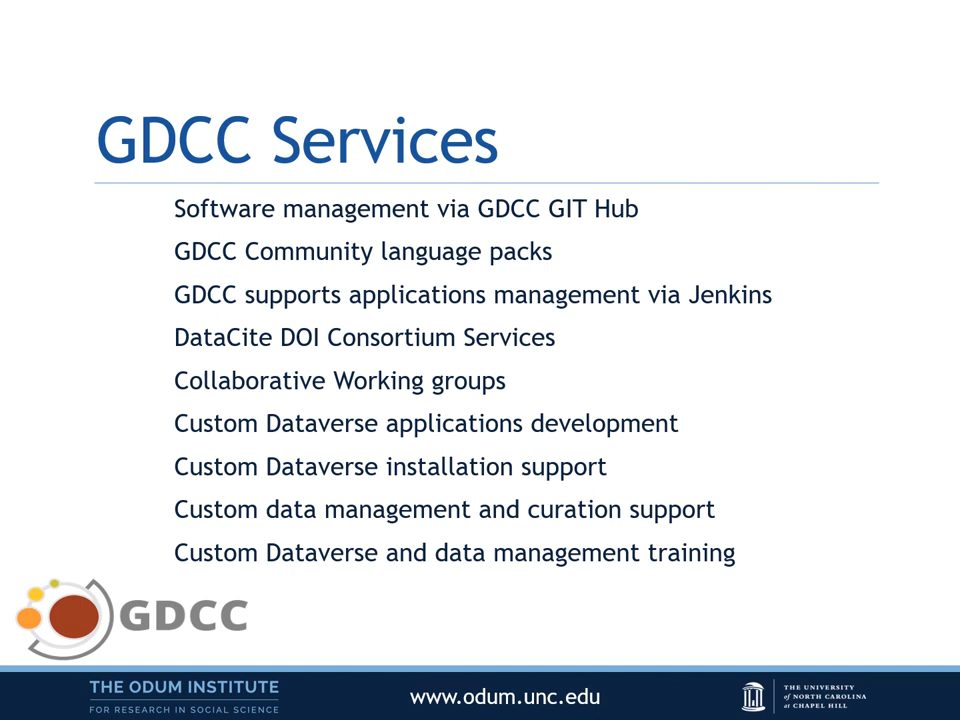 GDCC Services
Software management via GDCC GIT Hub
GDCC Community language packs
GDCC supports applications management via Jenkins
DataCite DOI Consortium Services
Collaborative Working groups
Custom Dataverse applications development
Custom Dataverse installation support
Custom data management and curation support
Custom Dataverse and data management training
GDCC
THE ODUM INSTITUTE
FOR RESEARCH IN SOCIAL SCIENCE
www.odum.unc.edu
THE UNIVERSITY
of NORTH CAROLINA
at CHAPEL HILL